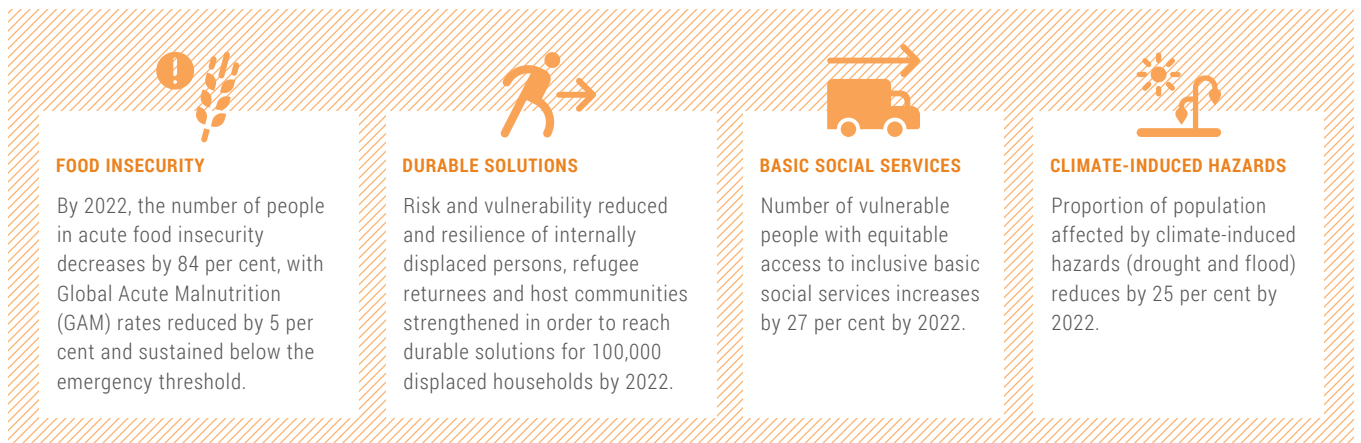 FOOD INSECURITY
By 2022, the number of people
in acute food insecurity
decreases by 84 per cent, with
Global Acute Malnutrition
(GAM) rates reduced by 5 per
cent and sustained below the
emergency threshold.
DURABLE SOLUTIONS
Risk and vulnerability reduced
and resilience of internally
displaced persons, refugee
returnees and host communities
strengthened in order to reach
durable solutions for 100,000
displaced households by 2022.
BASIC SOCIAL SERVICES
Number of vulnerable
people with equitable
access to inclusive basic
social services increases
by 27 per cent by 2022.
CLIMATE-INDUCED HAZARDS
Proportion of population
affected by climate-induced
hazards (drought and flood)
reduces by 25 per cent by
2022.